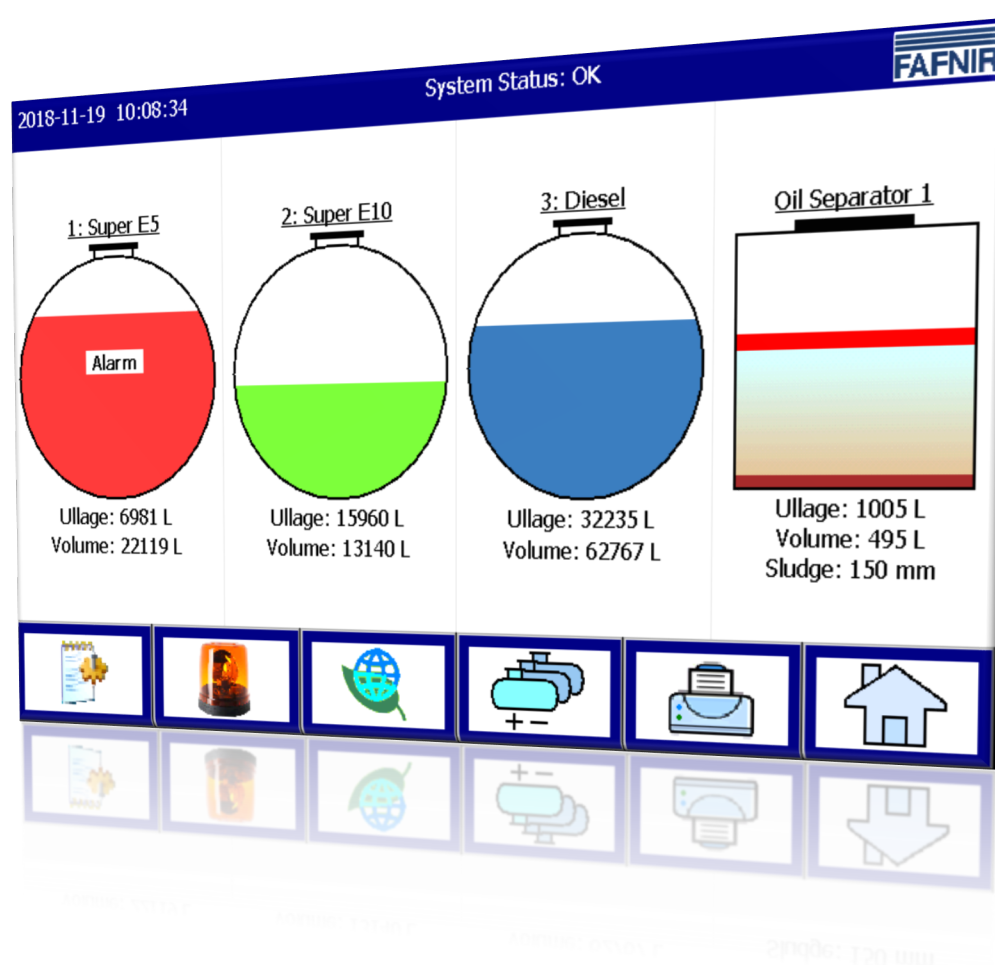 2018-11-19 10:08:34
System Status: OK
FAFNIR
1: Super E5
2: Super E10
3: Diesel
Oil Separator 1
Alarm
Ullage: 6981 L
Volume: 22119 L
Ullage: 15960 L
Volume: 13140 L
Ullage: 32235 L
Volume: 62767 L
Ullage: 1005 L
Volume: 495 L
Sludge: 150 mm